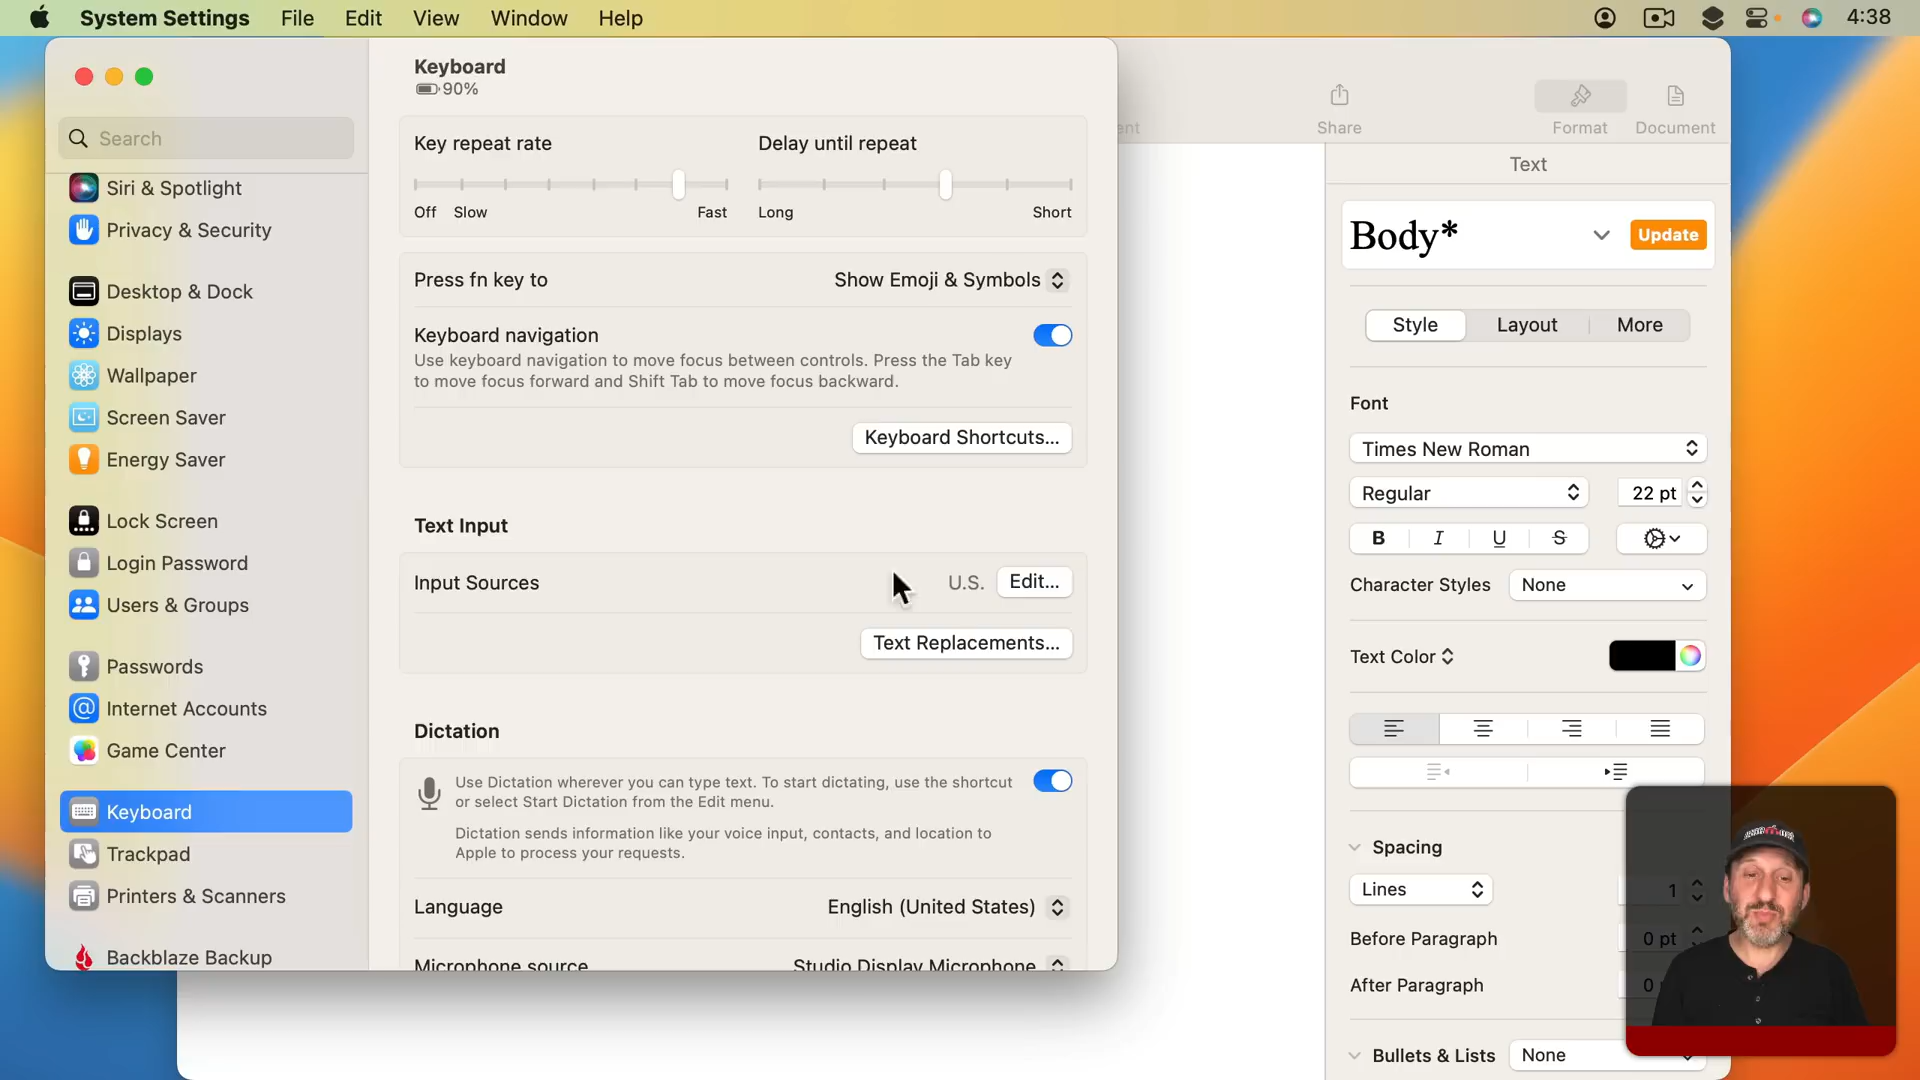 System Settings File Edit View Window Help 4:38
Search
Siri & Spotlight
Privacy & Security
Desktop & Dock
Displays
Wallpaper
Screen Saver
Energy Saver
Lock Screen
Login Password
Users & Groups
Passwords
Internet Accounts
Game Center
Keyboard
Trackpad
Printers & Scanners
Backblaze Backup
Keyboard
90%
Key repeat rate Delay until repeat
Off Slow Fast Long Short
Press fn key to Show Emoji & Symbols
Keyboard navigation
Use keyboard navigation to move focus between controls. Press the Tab key
to move focus forward and Shift Tab to move focus backward.
Keyboard Shortcuts...
Text Input
Input Sources U.S. Edit...
Text Replacements...
Dictation
Use Dictation wherever you can type text. To start dictating, use the shortcut
or select Start Dictation from the Edit menu.
Dictation sends information like your voice input, contacts, and location to
Apple to process your requests.
Language English (United States)
Microphone source Studio Display Microphone
ent Share Format Document
Text
Body* Update
Style Layout More
Font
Times New Roman
Regular 22 pt
B I U S
Character Styles None
Text Color
Spacing
Lines 1
Before Paragraph 0 pt
After Paragraph 0
Bullets & Lists None